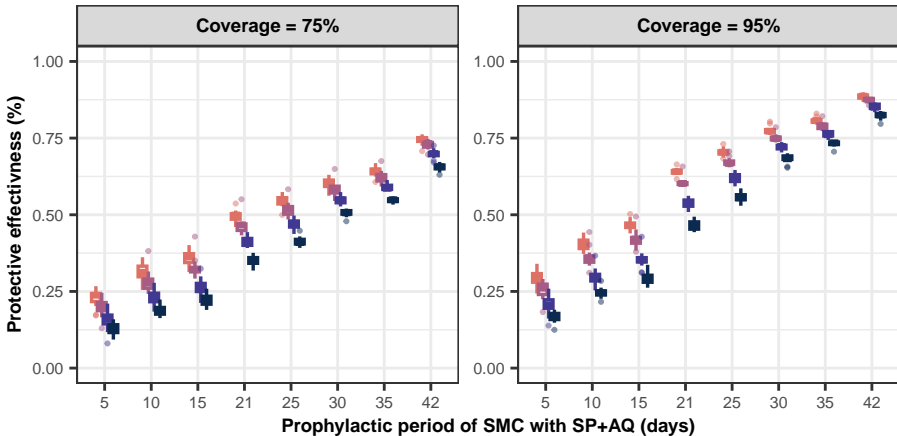 Coverage = 75%
Coverage = 95%
Protective effectivness (%)
1.00
0.75
0.50
0.25
0.00
1.00
0.75
0.50
0.25
0.00
5 10 15 21 25 30 35 42
5 10 15 21 25 30 35 42
Prophylactic period of SMC with SP+AQ (days)